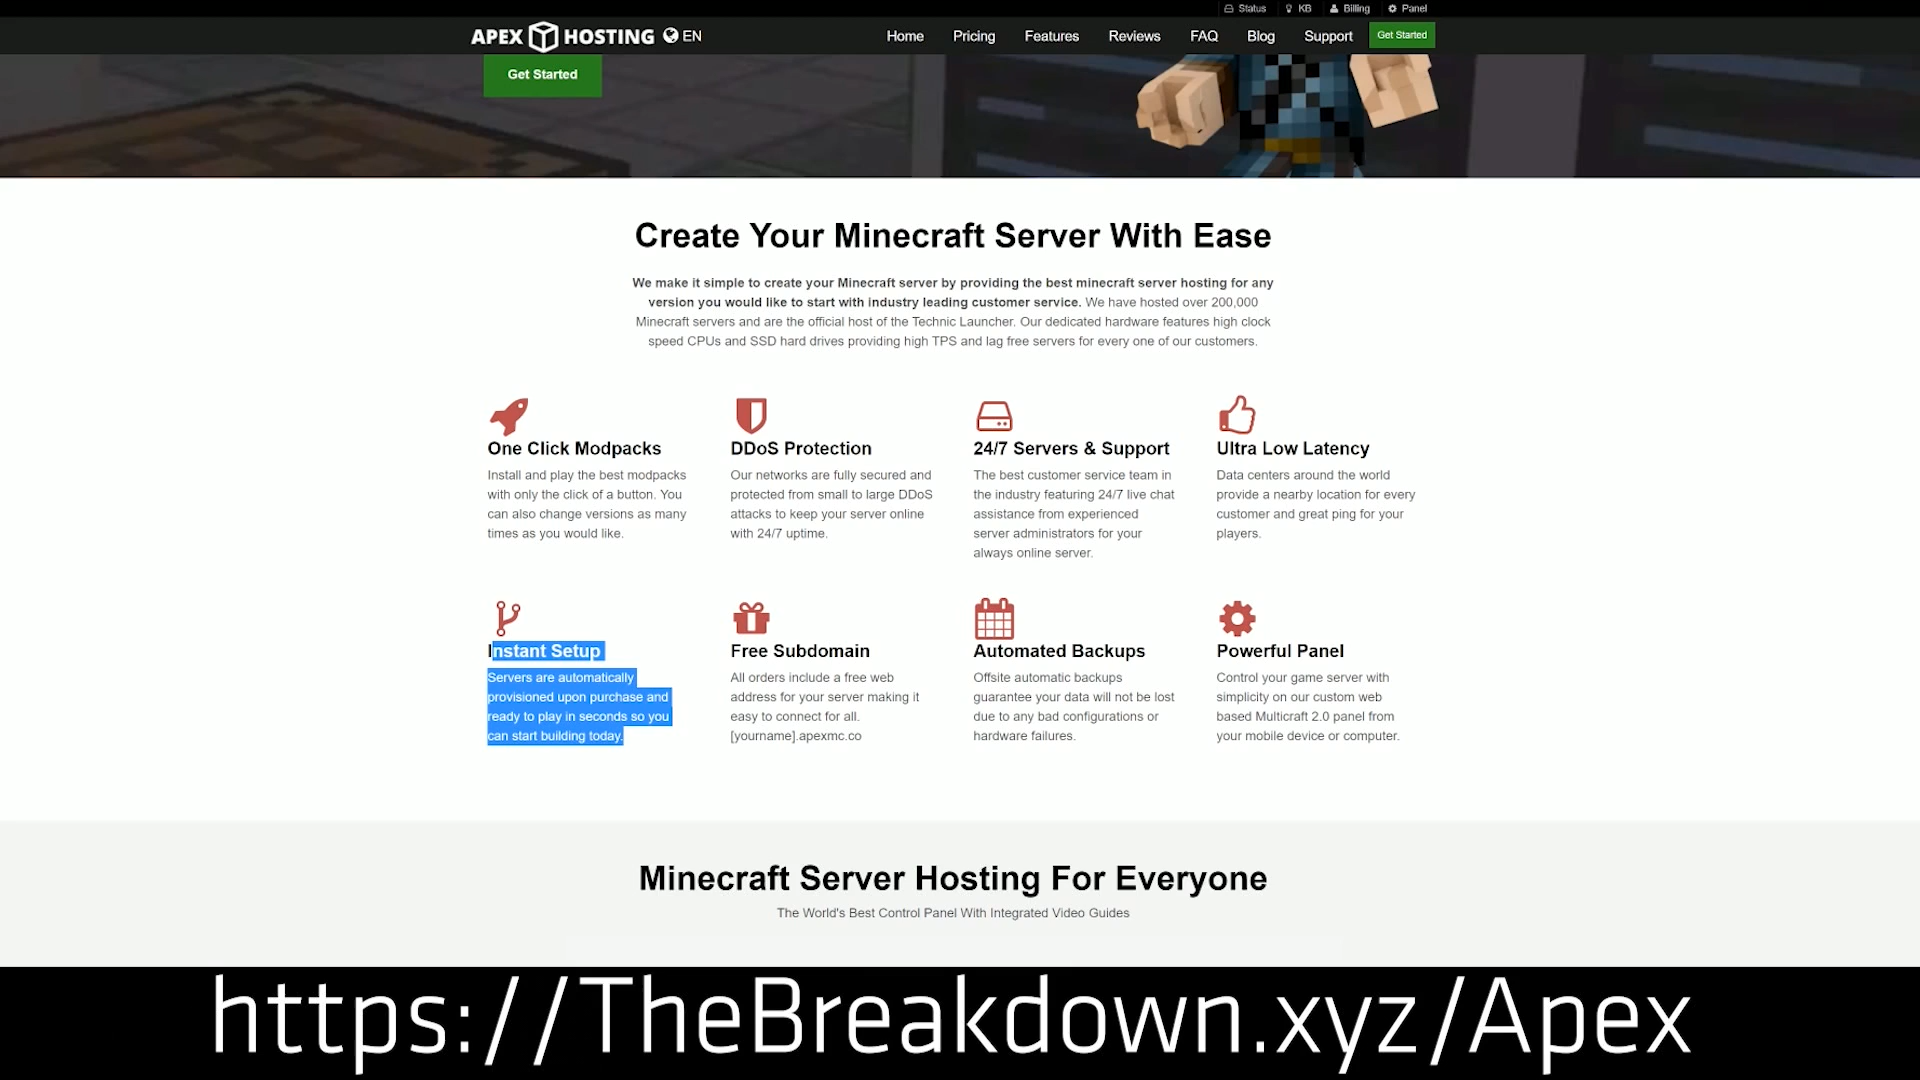 Status KB Billing Panel
APEX HOSTING EN Home Pricing Features Reviews FAQ Blog Support Get Started
Get Started
Create Your Minecraft Server With Ease
We make it simple to create your Minecraft server by providing the best minecraft server hosting for any
version you would like to start with industry leading customer service. We have hosted over 200,000
Minecraft servers and are the official host of the Technic Launcher. Our dedicated hardware features high clock
speed CPUs and SSD hard drives providing high TPS and lag free servers for every one of our customers.
One Click Modpacks
Install and play the best modpacks
with only the click of a button. You
can also change versions as many
times as you would like.
DDoS Protection
Our networks are fully secured and
protected from small to large DDoS
attacks to keep your server online
with 24/7 uptime.
24/7 Servers & Support
The best customer service team in
the industry featuring 24/7 live chat
assistance from experienced
server administrators for your
always online server.
Ultra Low Latency
Data centers around the world
provide a nearby location for every
customer and great ping for your
players.
Instant Setup
Servers are automatically
provisioned upon purchase and
ready to play in seconds so you
can start building today.
Free Subdomain
All orders include a free web
address for your server making it
easy to connect for all.
[yourname].apexmc.co
Automated Backups
Offsite automatic backups
guarantee your data will not be lost
due to any bad configurations or
hardware failures.
Powerful Panel
Control your game server with
simplicity on our custom web
based Multicraft 2.0 panel from
your mobile device or computer.
Minecraft Server Hosting For Everyone
The World's Best Control Panel With Integrated Video Guides
https://TheBreakdown.xyz/Apex